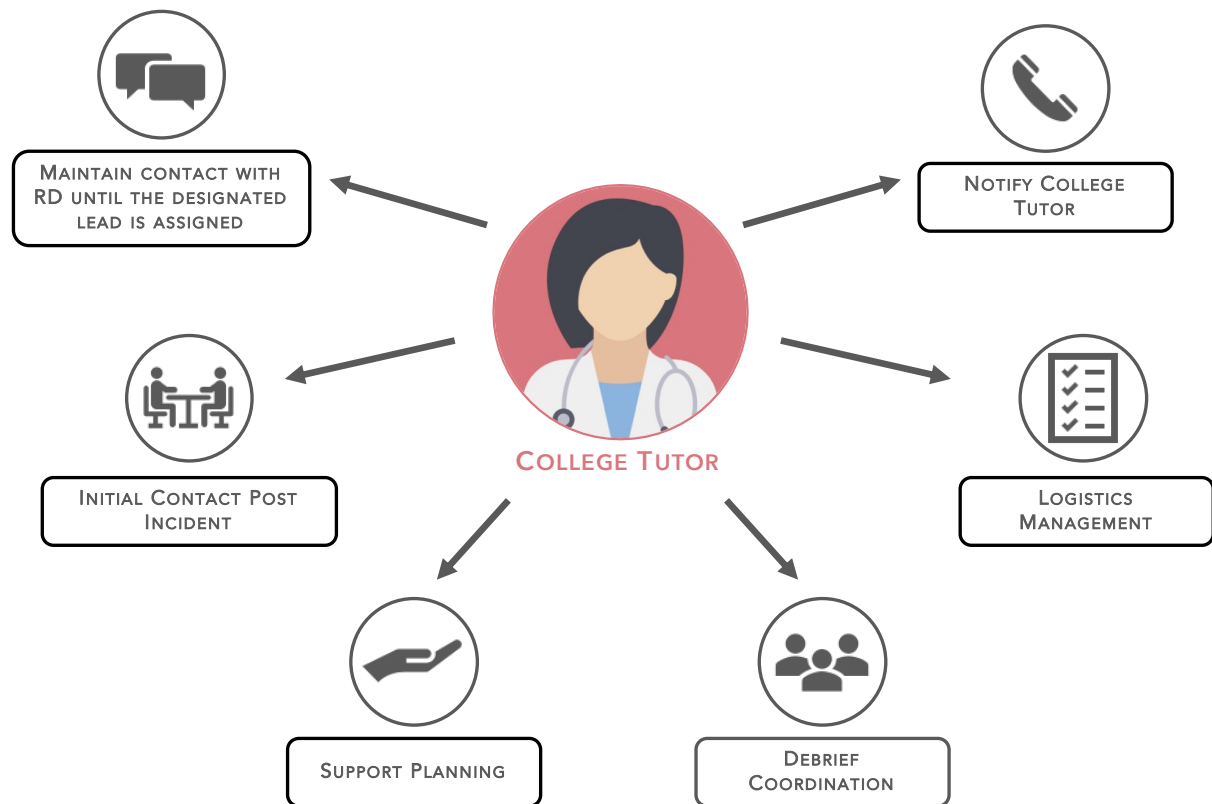 Maintain contact with
RD until the designated
lead is assigned
Notify College
Tutor
College Tutor
Initial Contact Post
Incident
Logistics
Management
Support Planning
Debrief
Coordination